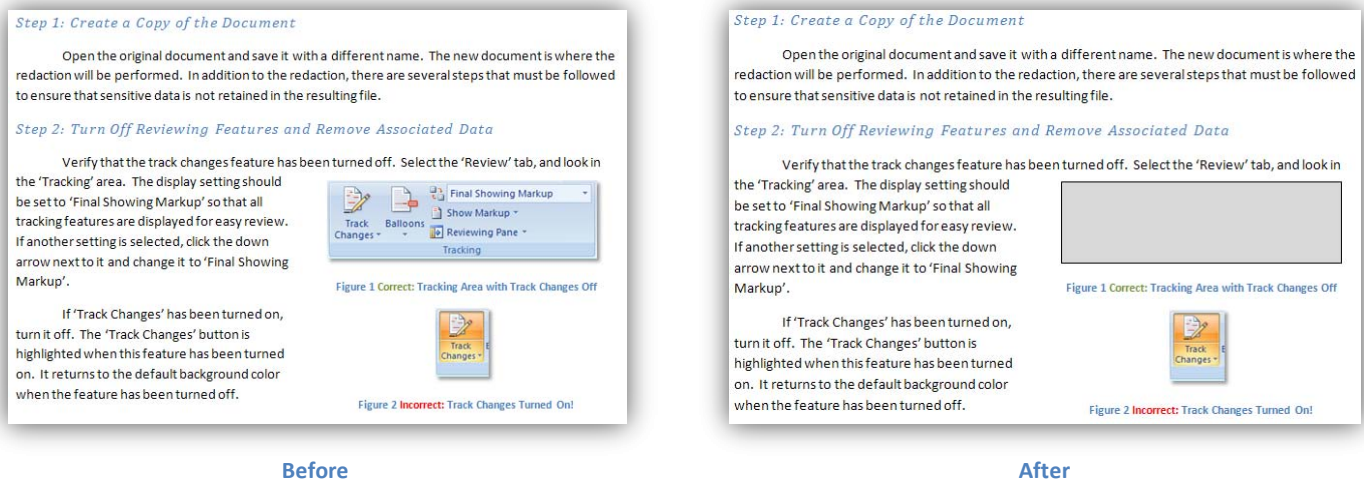 Step 1: Create a Copy of the Document
Open the original document and save it with a different name. The new document is where the
redaction will be performed. In addition to the redaction, there are several steps that must be followed
to ensure that sensitive data is not retained in the resulting file.
Step 2: Turn Off Reviewing Features and Remove Associated Data
Verify that the track changes feature has been turned off. Select the ‘Review’ tab, and look in
the ‘Tracking’ area. The display setting should
be set to ‘Final Showing Markup’ so that all
tracking features are displayed for easy review.
If another setting is selected, click the down
arrow next to it and change it to ‘Final Showing
Markup’.
Track
Changes
Balloons
Final Showing Markup
Show Markup
Reviewing Pane
Tracking
Figure 1 Correct: Tracking Area with Track Changes Off
If ‘Track Changes’ has been turned on,
turn it off. The ‘Track Changes’ button is
highlighted when this feature has been turned
on. It returns to the default background color
when the feature has been turned off.
Track
Changes
Figure 2 Incorrect: Track Changes Turned On!
Before
Step 1: Create a Copy of the Document
Open the original document and save it with a different name. The new document is where the
redaction will be performed. In addition to the redaction, there are several steps that must be followed
to ensure that sensitive data is not retained in the resulting file.
Step 2: Turn Off Reviewing Features and Remove Associated Data
Verify that the track changes feature has been turned off. Select the ‘Review’ tab, and look in
the ‘Tracking’ area. The display setting should
be set to ‘Final Showing Markup’ so that all
tracking features are displayed for easy review.
If another setting is selected, click the down
arrow next to it and change it to ‘Final Showing
Markup’.
Figure 1 Correct: Tracking Area with Track Changes Off
If ‘Track Changes’ has been turned on,
turn it off. The ‘Track Changes’ button is
highlighted when this feature has been turned
on. It returns to the default background color
when the feature has been turned off.
Track
Changes
Figure 2 Incorrect: Track Changes Turned On!
After